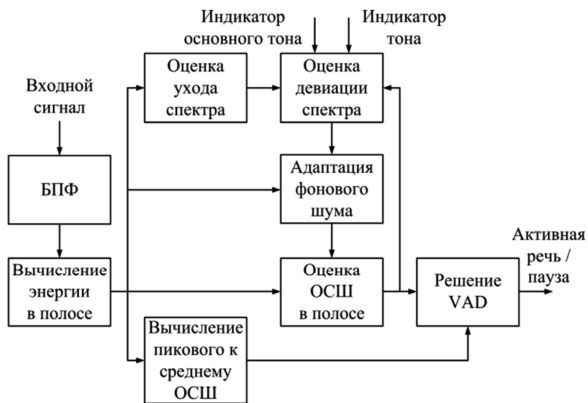 Индикатор
основного тона
Индикатор
тона
Входной
сигнал
Оценка
ухода
спектра
Оценка
девиации
спектра
БПФ
Адаптация
фонового
шума
Вычисление
энергии
в полосе
Оценка
ОСШ
в полосе
Решение
VAD
Активная
речь /
пауза
Вычисление
пикового к
среднему
ОСШ